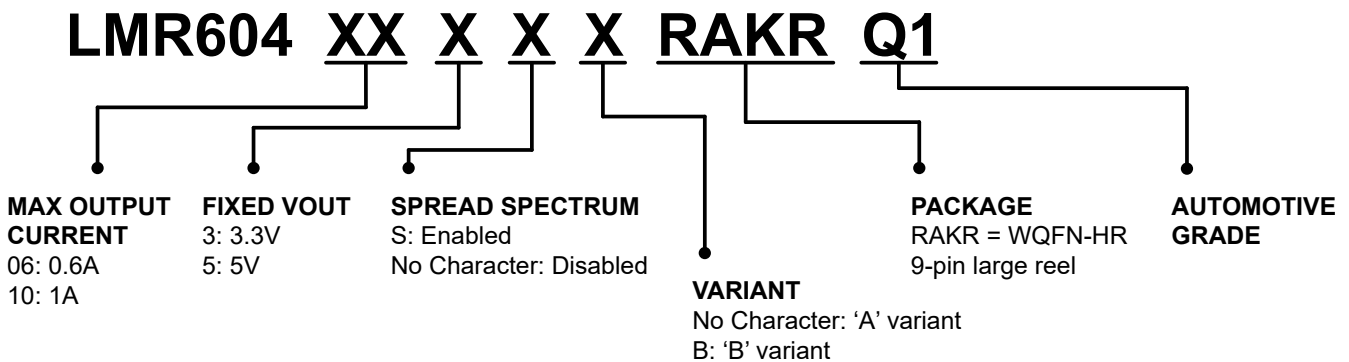 LMR604 XX X X X RAKR Q1
MAX OUTPUT
CURRENT
06: 0.6A
10: 1A
FIXED VOUT
3: 3.3V
5: 5V
SPREAD SPECTRUM
S: Enabled
No Character: Disabled
VARIANT
No Character: ‘A’ variant
B: ‘B’ variant
PACKAGE
RAKR = WQFN-HR
9-pin large reel
AUTOMOTIVE
GRADE